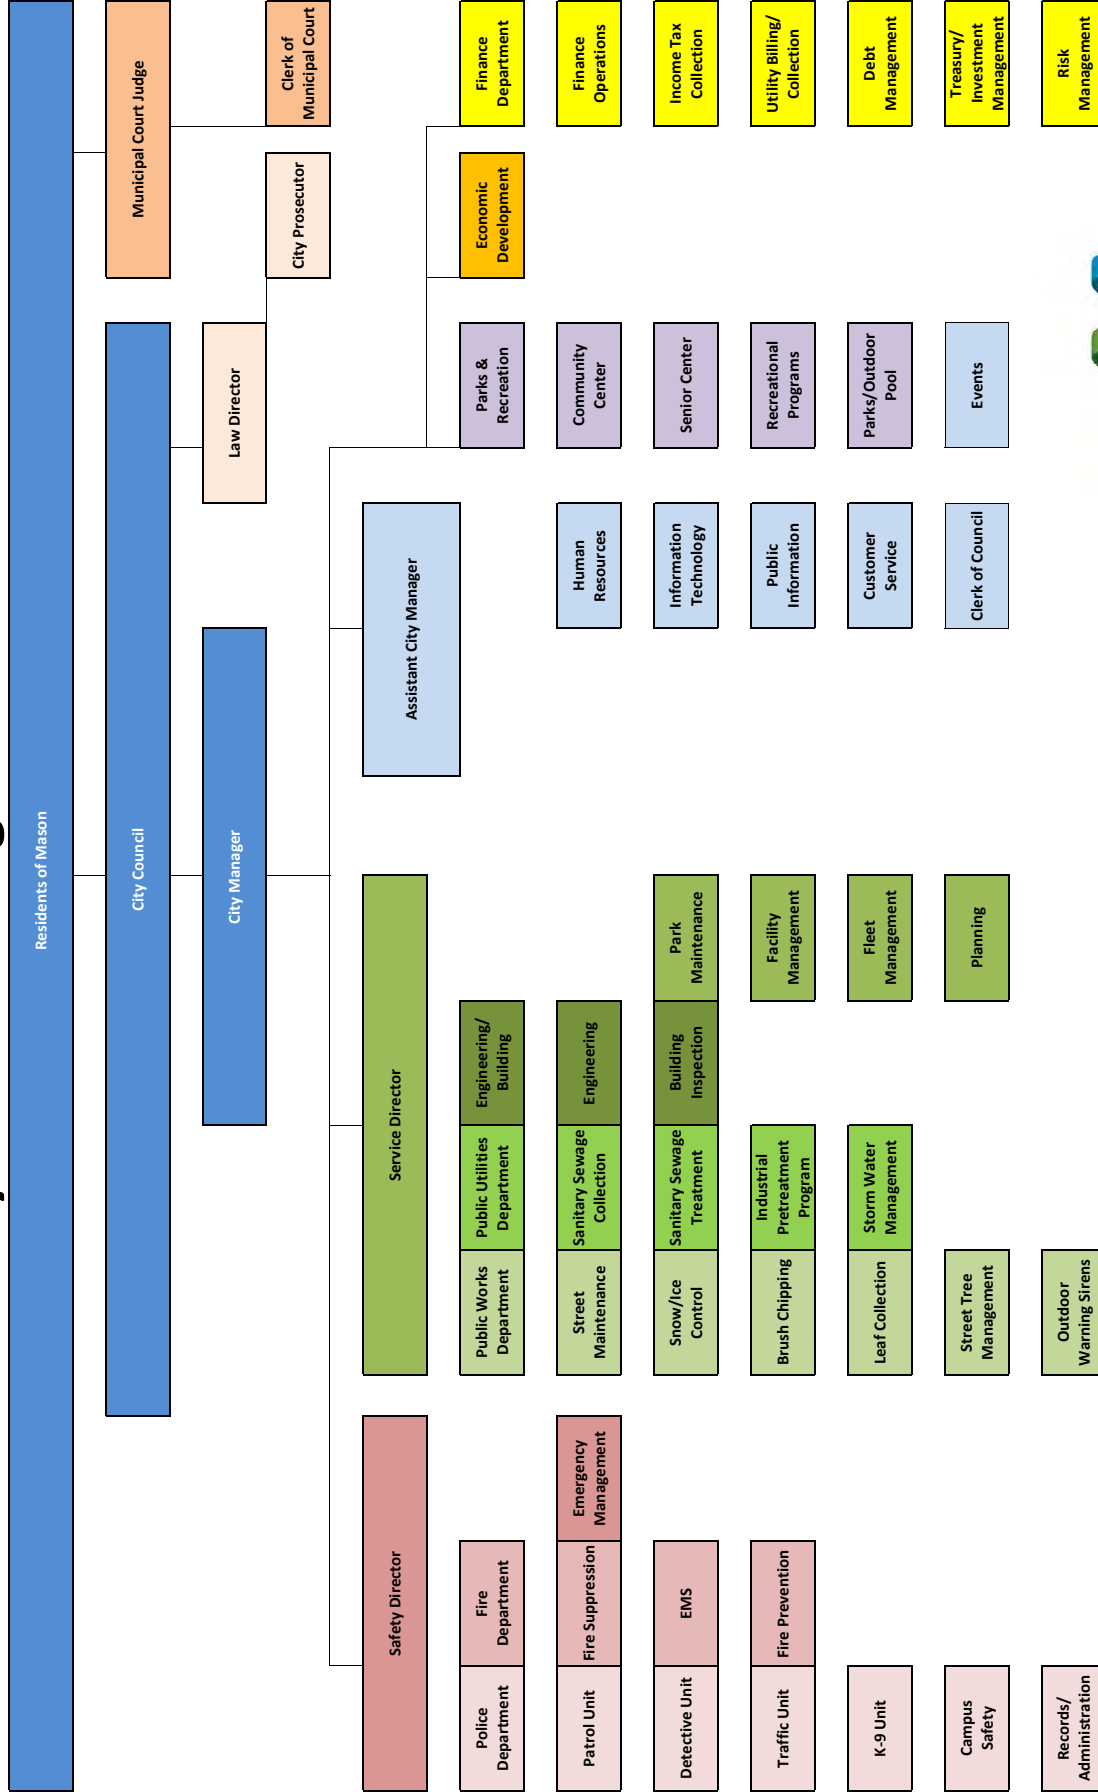 Residents of Mason
City Council
Municipal Court Judge
City Manager
Law Director
City Prosecutor
Clerk of
Municipal Court
Safety Director
Service Director
Assistant City Manager
Police
Department
Fire
Department
Public Works
Department
Public Utilities
Department
Engineering/
Building
Parks &
Recreation
Economic
Development
Finance
Department
Patrol Unit
Fire Suppression
Emergency
Management
Street
Maintenance
Sanitary Sewage
Collection
Engineering
Human
Resources
Community
Center
Finance
Operations
Detective Unit
EMS
Snow/Ice
Control
Sanitary Sewage
Treatment
Building
Inspection
Park
Maintenance
Information
Technology
Senior Center
Income Tax
Collection
Traffic Unit
Fire Prevention
Brush Chipping
Industrial
Pretreatment
Program
Facility
Management
Public
Information
Recreational
Programs
Utility Billing/
Collection
K-9 Unit
Leaf Collection
Storm Water
Management
Fleet
Management
Customer
Service
Parks/Outdoor
Pool
Debt
Management
Campus
Safety
Street Tree
Management
Planning
Clerk of Council
Events
Treasury/
Investment
Management
Records/
Administration
Outdoor
Warning Sirens
Risk
Management